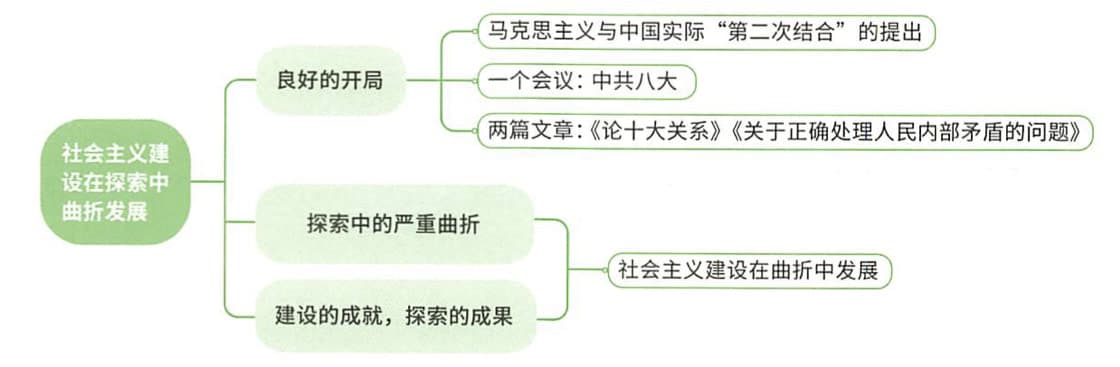 社会主义建
设在探索中
曲折发展
良好的开局
马克思主义与中国实际“第二次结合”的提出
一个会议：中共八大
两篇文章：《论十大关系》《关于正确处理人民内部矛盾的问题》
探索中的严重曲折
建设的成就，探索的成果
社会主义建设在曲折中发展